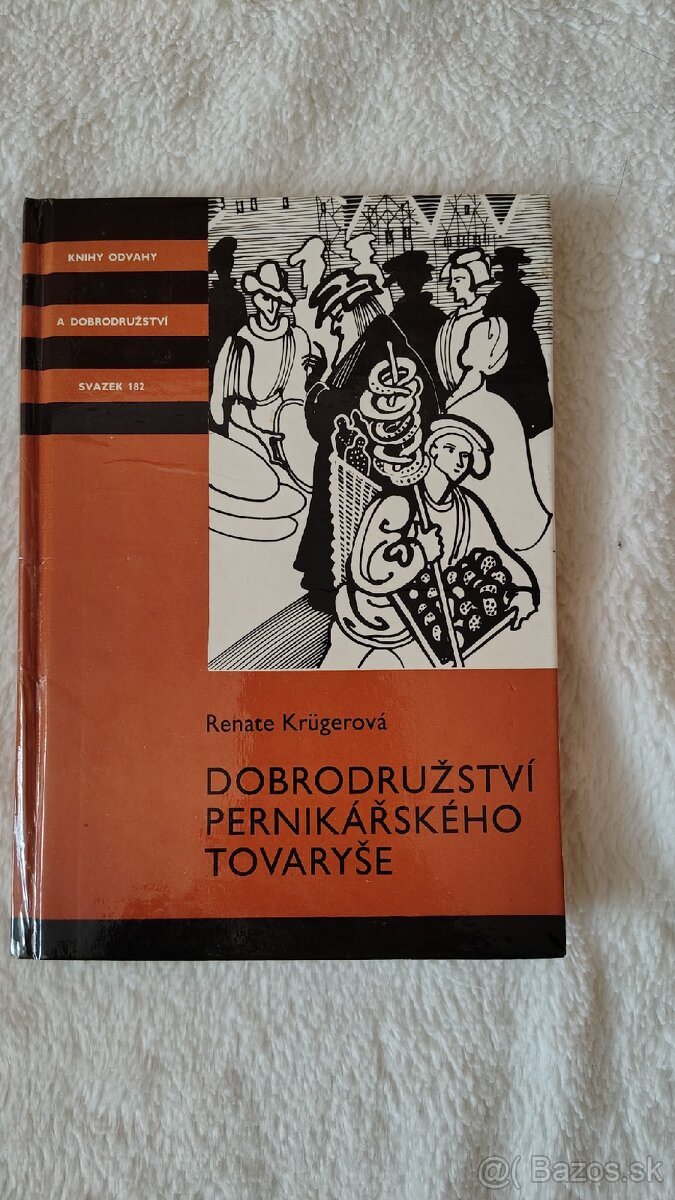 KNIHY ODVAHY
A DOBRODRUŽSTVÍ
SVAZEK 182
Renate Krügerová
DOBRODRUŽSTVÍ
PERNIKÁŘSKÉHO
TOVARYŠE
@( Bazos.sk